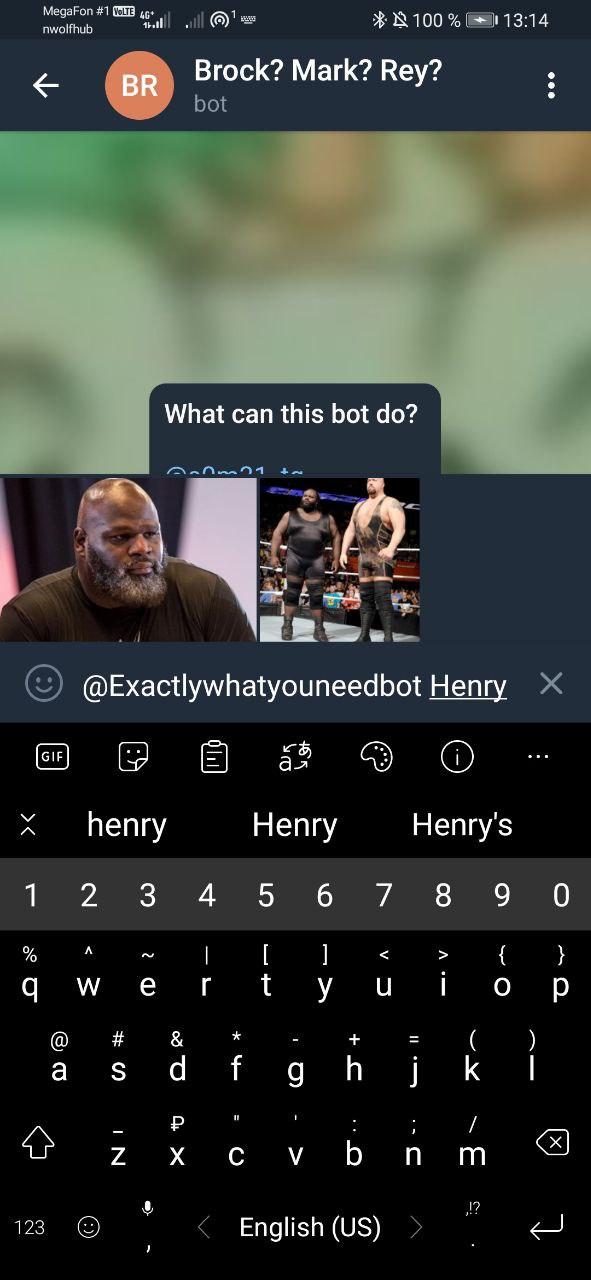 MegaFon #1 VoLTE 4G+ 1 100 % 13:14
nwolfhub
BR Brock? Mark? Rey?
bot
What can this bot do?
@Exactlywhatyouneedbot Henry
GIF
henry Henry Henry's
1 2 3 4 5 6 7 8 9 0
% ^ ~ | [ ] < > { }
q w e r t y u i o p
@ # & * - + = ( )
a s d f g h j k l
_ ₽ " ' : ; /
z x c v b n m
,!?
123 , < English (US) > .